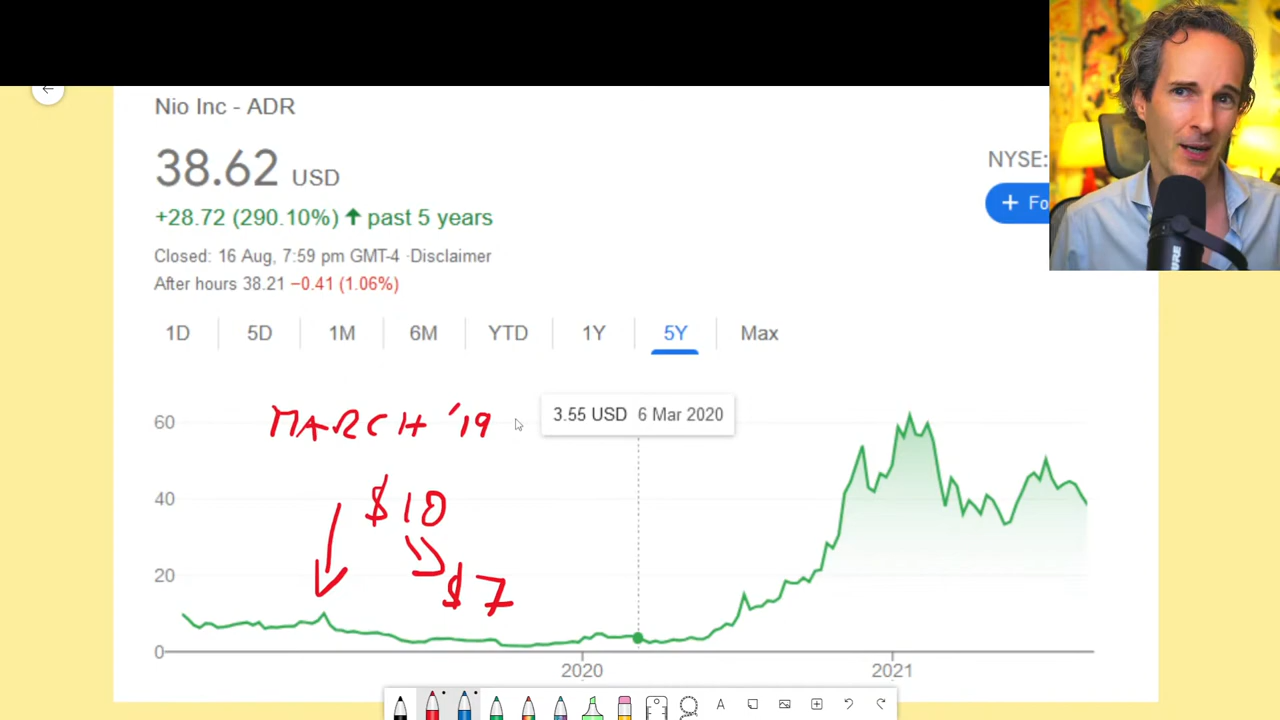 Nio Inc - ADR
38.62 USD
+28.72 (290.10%) ↑ past 5 years
Closed: 16 Aug, 7:59 pm GMT-4 · Disclaimer
After hours 38.21 −0.41 (1.06%)
NYSE:
+ Fo
1D 5D 1M 6M YTD 1Y 5Y Max
3.55 USD 6 Mar 2020
MARCH '19
$10
$7
60
40
20
0
2020 2021
A